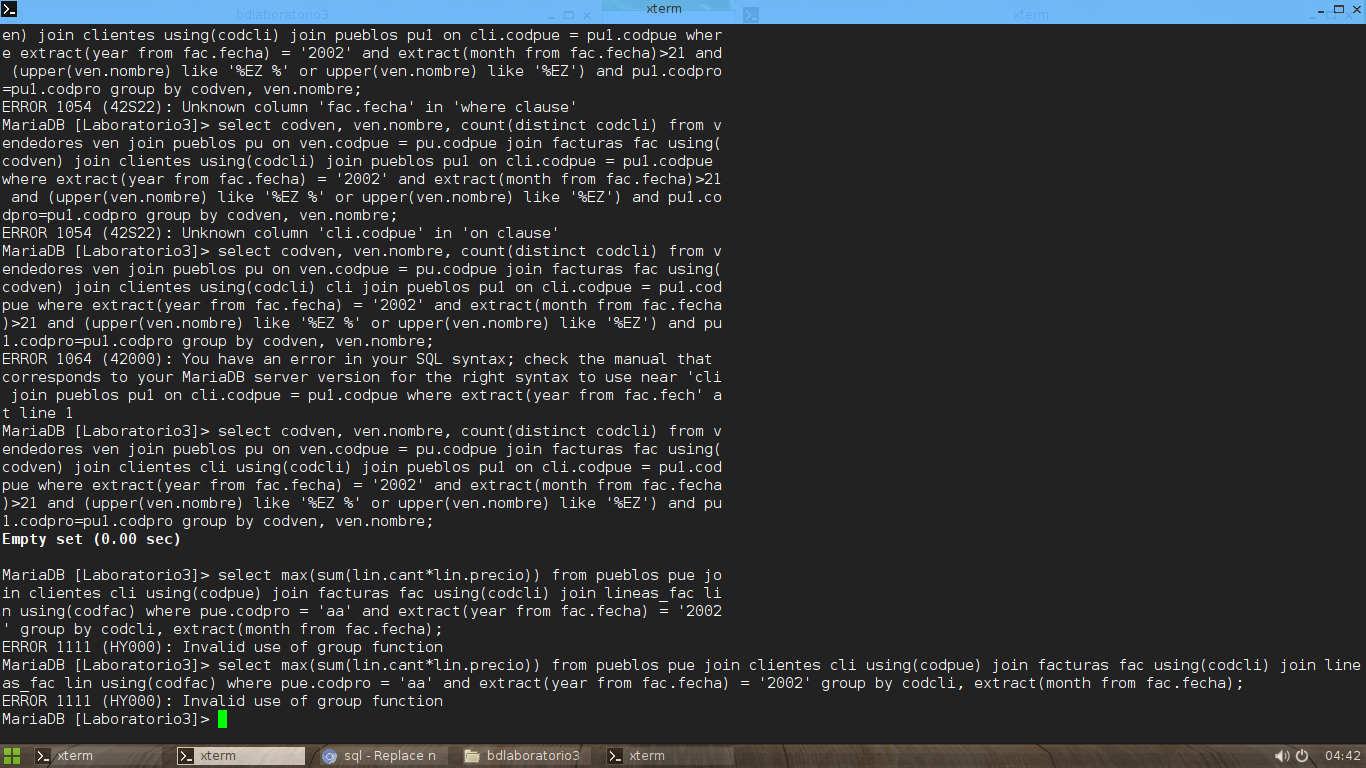 bdlaboratorio3
xterm
xterm
en) join clientes using(codcli) join pueblos pu1 on cli.codpue = pu1.codpue wher
e extract(year from fac.fecha) = '2002' and extract(month from fac.fecha)>21 and
(upper(ven.nombre) like '%EZ %' or upper(ven.nombre) like '%EZ') and pu1.codpro
=pu1.codpro group by codven, ven.nombre;
ERROR 1054 (42S22): Unknown column 'fac.fecha' in 'where clause'
MariaDB [Laboratorio3]> select codven, ven.nombre, count(distinct codcli) from v
endedores ven join pueblos pu on ven.codpue = pu.codpue join facturas fac using(
codven) join clientes using(codcli) join pueblos pu1 on cli.codpue = pu1.codpue
where extract(year from fac.fecha) = '2002' and extract(month from fac.fecha)>21
and (upper(ven.nombre) like '%EZ %' or upper(ven.nombre) like '%EZ') and pu1.co
dpro=pu1.codpro group by codven, ven.nombre;
ERROR 1054 (42S22): Unknown column 'cli.codpue' in 'on clause'
MariaDB [Laboratorio3]> select codven, ven.nombre, count(distinct codcli) from v
endedores ven join pueblos pu on ven.codpue = pu.codpue join facturas fac using(
codven) join clientes using(codcli) cli join pueblos pu1 on cli.codpue = pu1.cod
pue where extract(year from fac.fecha) = '2002' and extract(month from fac.fecha
)>21 and (upper(ven.nombre) like '%EZ %' or upper(ven.nombre) like '%EZ') and pu
1.codpro=pu1.codpro group by codven, ven.nombre;
ERROR 1064 (42000): You have an error in your SQL syntax; check the manual that
corresponds to your MariaDB server version for the right syntax to use near 'cli
join pueblos pu1 on cli.codpue = pu1.codpue where extract(year from fac.fech' a
t line 1
MariaDB [Laboratorio3]> select codven, ven.nombre, count(distinct codcli) from v
endedores ven join pueblos pu on ven.codpue = pu.codpue join facturas fac using(
codven) join clientes cli using(codcli) join pueblos pu1 on cli.codpue = pu1.cod
pue where extract(year from fac.fecha) = '2002' and extract(month from fac.fecha
)>21 and (upper(ven.nombre) like '%EZ %' or upper(ven.nombre) like '%EZ') and pu
1.codpro=pu1.codpro group by codven, ven.nombre;
Empty set (0.00 sec)
MariaDB [Laboratorio3]> select max(sum(lin.cant*lin.precio)) from pueblos pue jo
in clientes cli using(codpue) join facturas fac using(codcli) join lineas_fac li
n using(codfac) where pue.codpro = 'aa' and extract(year from fac.fecha) = '2002
' group by codcli, extract(month from fac.fecha);
ERROR 1111 (HY000): Invalid use of group function
MariaDB [Laboratorio3]> select max(sum(lin.cant*lin.precio)) from pueblos pue join clientes cli using(codpue) join facturas fac using(codcli) join line
as_fac lin using(codfac) where pue.codpro = 'aa' and extract(year from fac.fecha) = '2002' group by codcli, extract(month from fac.fecha);
ERROR 1111 (HY000): Invalid use of group function
MariaDB [Laboratorio3]>
xterm
xterm
sql - Replace n
bdlaboratorio3
xterm
04:42